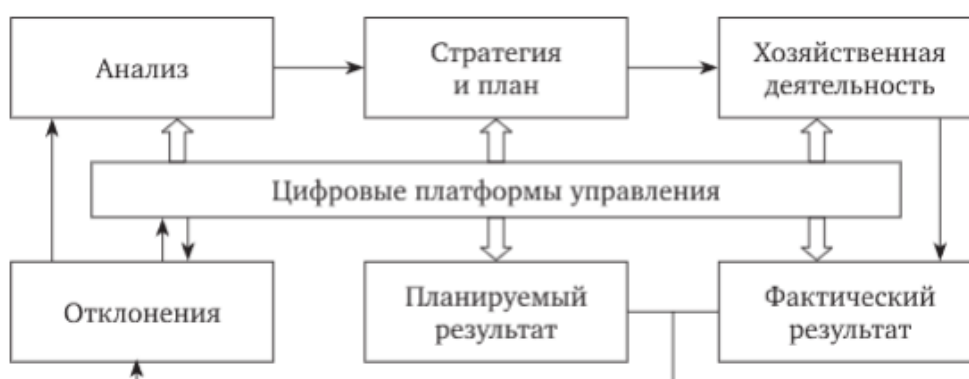 Анализ
Стратегия
и план
Хозяйственная
деятельность
Цифровые платформы управления
Отклонения
Планируемый
результат
Фактический
результат